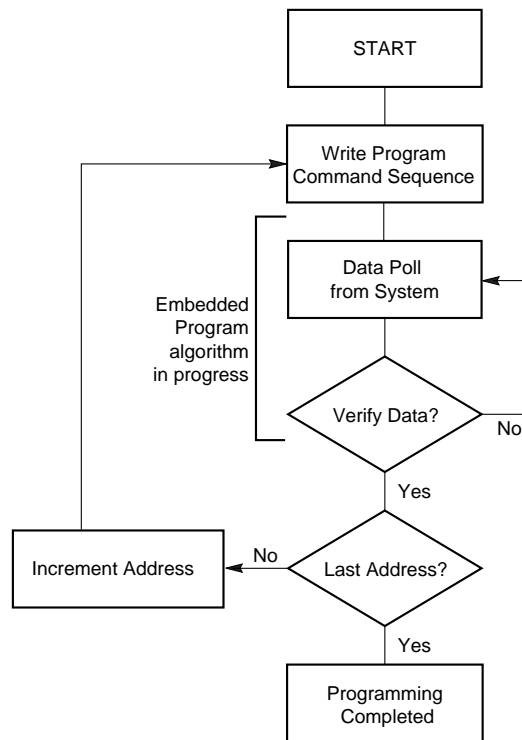 START
Write Program
Command Sequence
Data Poll
from System
Embedded
Program
algorithm
in progress
Verify Data?
No
Yes
Increment Address
No
Last Address?
Yes
Programming
Completed